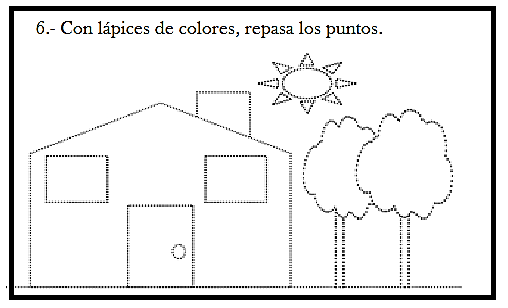 6.- Con lápices de colores, repasa los puntos.